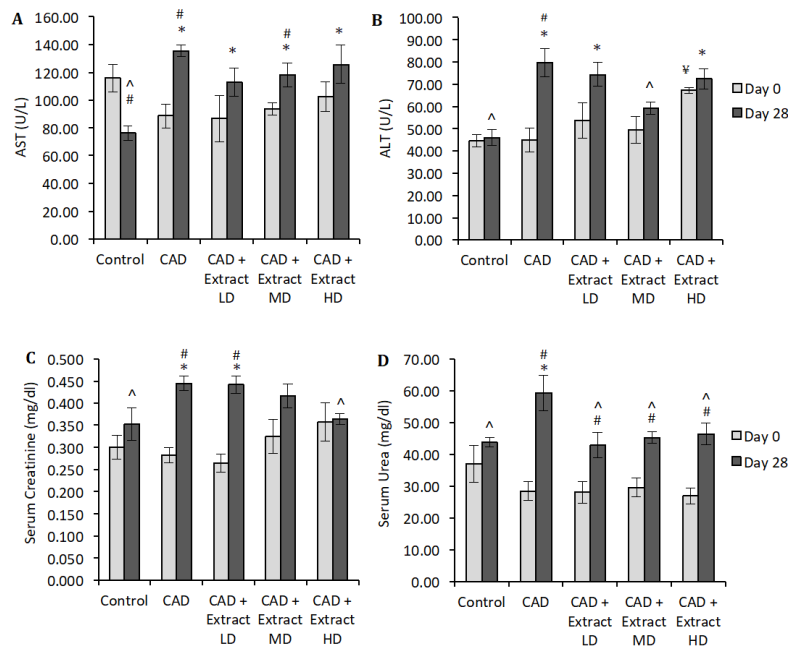 A
AST (U/L)
160.00
140.00
120.00
100.00
80.00
60.00
40.00
20.00
0.00
^
#
#
*
*
#
*
*
Control
CAD
CAD +
Extract
LD
CAD +
Extract
MD
CAD +
Extract
HD
B
ALT (U/L)
100.00
90.00
80.00
70.00
60.00
50.00
40.00
30.00
20.00
10.00
0.00
^
#
*
*
^
¥
*
Control
CAD
CAD +
Extract
LD
CAD +
Extract
MD
CAD +
Extract
HD
Day 0
Day 28
C
Serum Creatinine (mg/dl)
0.500
0.450
0.400
0.350
0.300
0.250
0.200
0.150
0.100
0.050
0.000
^
#
*
#
*
^
Control
CAD
CAD +
Extract
LD
CAD +
Extract
MD
CAD +
Extract
HD
D
Serum Urea (mg/dl)
70.00
60.00
50.00
40.00
30.00
20.00
10.00
0.00
^
#
*
^
#
^
#
^
#
Control
CAD
CAD +
Extract
LD
CAD +
Extract
MD
CAD +
Extract
HD
Day 0
Day 28